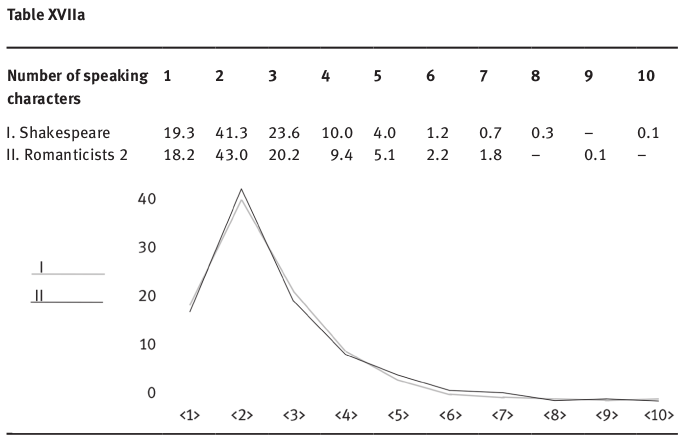 Table XVIIa
Number of speaking characters 1 2 3 4 5 6 7 8 9 10
I. Shakespeare 19.3 41.3 23.6 10.0 4.0 1.2 0.7 0.3 – 0.1
II. Romanticists 2 18.2 43.0 20.2 9.4 5.1 2.2 1.8 – 0.1 –
40
30
I
II
20
10
0
<1> <2> <3> <4> <5> <6> <7> <8> <9> <10>